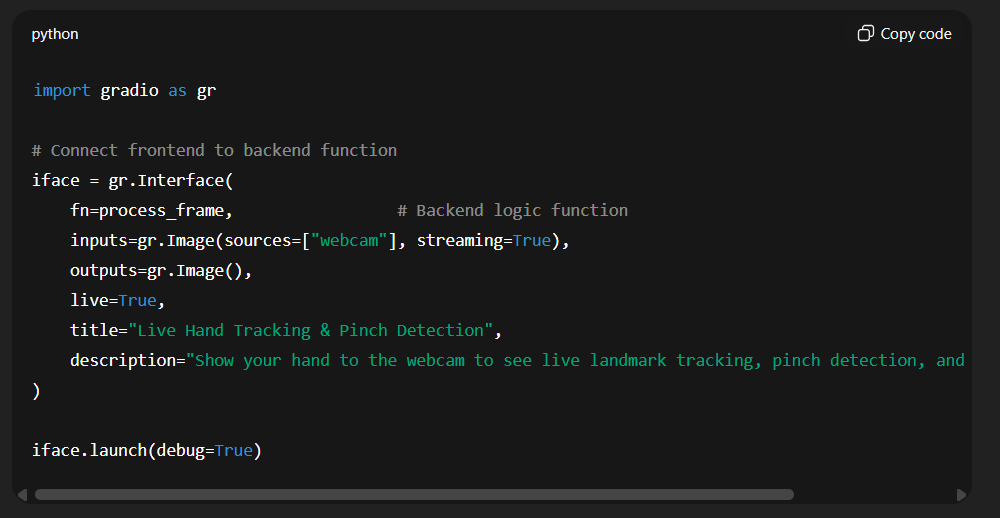 python
Copy code
import gradio as gr
# Connect frontend to backend function
iface = gr.Interface(
    fn=process_frame,                 # Backend logic function
    inputs=gr.Image(sources=["webcam"], streaming=True),
    outputs=gr.Image(),
    live=True,
    title="Live Hand Tracking & Pinch Detection",
    description="Show your hand to the webcam to see live landmark tracking, pinch detection, and
)
iface.launch(debug=True)